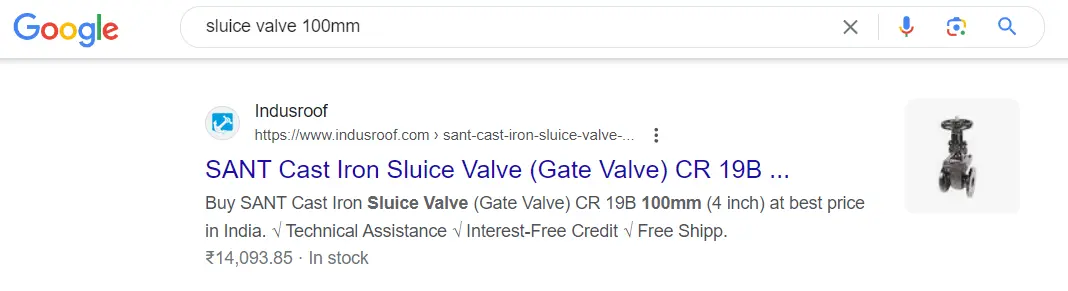 Google
sluice valve 100mm
Indusroof
https://www.indusroof.com › sant-cast-iron-sluice-valve-...
SANT Cast Iron Sluice Valve (Gate Valve) CR 19B ...
Buy SANT Cast Iron Sluice Valve (Gate Valve) CR 19B 100mm (4 inch) at best price
in India. √ Technical Assistance √ Interest-Free Credit √ Free Shipp.
₹14,093.85 · In stock